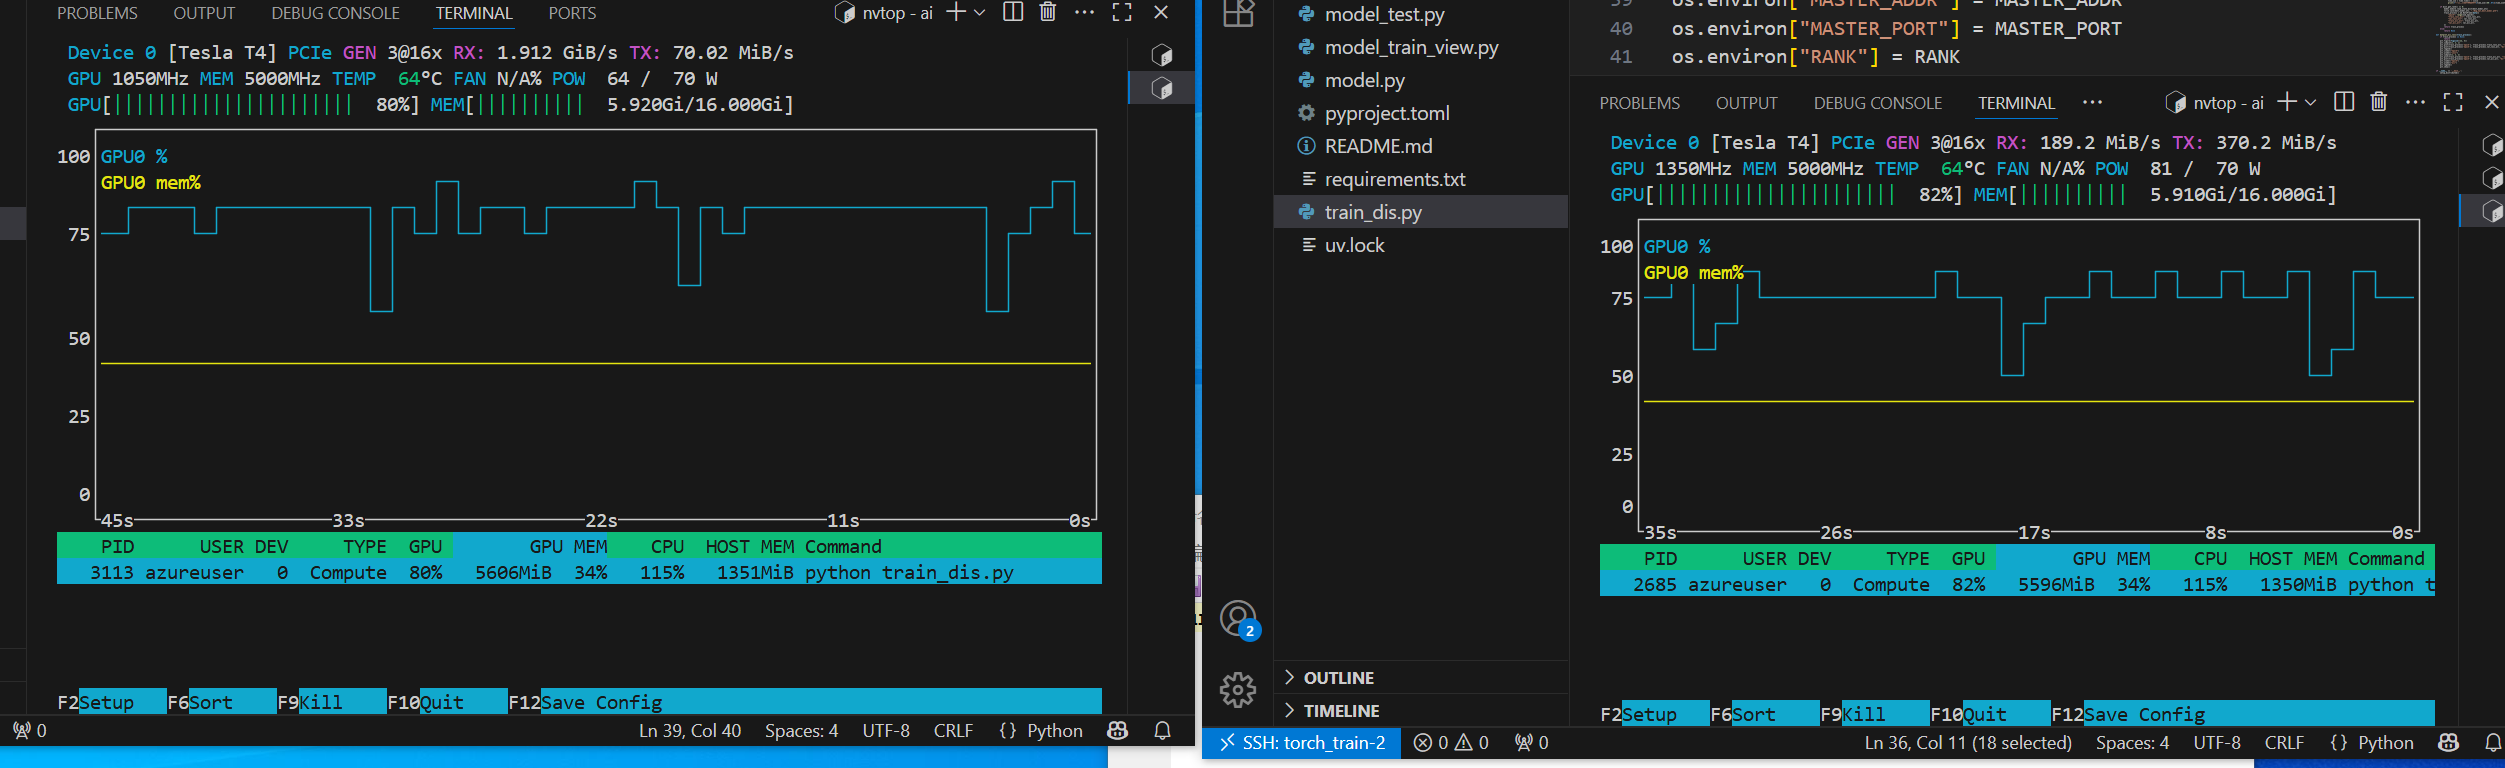 PROBLEMS OUTPUT DEBUG CONSOLE TERMINAL PORTS nvtop - ai
Device 0 [Tesla T4] PCIe GEN 3@16x RX: 1.912 GiB/s TX: 70.02 MiB/s
GPU 1050MHz MEM 5000MHz TEMP 64°C FAN N/A% POW 64 / 70 W
GPU[||||||||||||||||||||||  80%] MEM[||||||||||  5.920Gi/16.000Gi]
100
GPU0 %
GPU0 mem%
75
50
25
0
45s 33s 22s 11s 0s
PID USER DEV TYPE GPU GPU MEM CPU HOST MEM Command
3113 azureuser 0 Compute 80% 5606MiB 34% 115% 1351MiB python train_dis.py
F2Setup F6Sort F9Kill F10Quit F12Save Config
0 Ln 39, Col 40 Spaces: 4 UTF-8 CRLF {} Python
model_test.py
model_train_view.py
model.py
pyproject.toml
README.md
requirements.txt
train_dis.py
uv.lock
2
OUTLINE
TIMELINE
39 os.environ["MASTER_ADDR"] = MASTER_ADDR
40 os.environ["MASTER_PORT"] = MASTER_PORT
41 os.environ["RANK"] = RANK
PROBLEMS OUTPUT DEBUG CONSOLE TERMINAL nvtop - ai
Device 0 [Tesla T4] PCIe GEN 3@16x RX: 189.2 MiB/s TX: 370.2 MiB/s
GPU 1350MHz MEM 5000MHz TEMP 64°C FAN N/A% POW 81 / 70 W
GPU[||||||||||||||||||||||  82%] MEM[||||||||||  5.910Gi/16.000Gi]
100
GPU0 %
GPU0 mem%
75
50
25
0
35s 26s 17s 8s 0s
PID USER DEV TYPE GPU GPU MEM CPU HOST MEM Command
2685 azureuser 0 Compute 82% 5596MiB 34% 115% 1350MiB python t
F2Setup F6Sort F9Kill F10Quit F12Save Config
SSH: torch_train-2 0 0 0 Ln 36, Col 11 (18 selected) Spaces: 4 UTF-8 CRLF {} Python